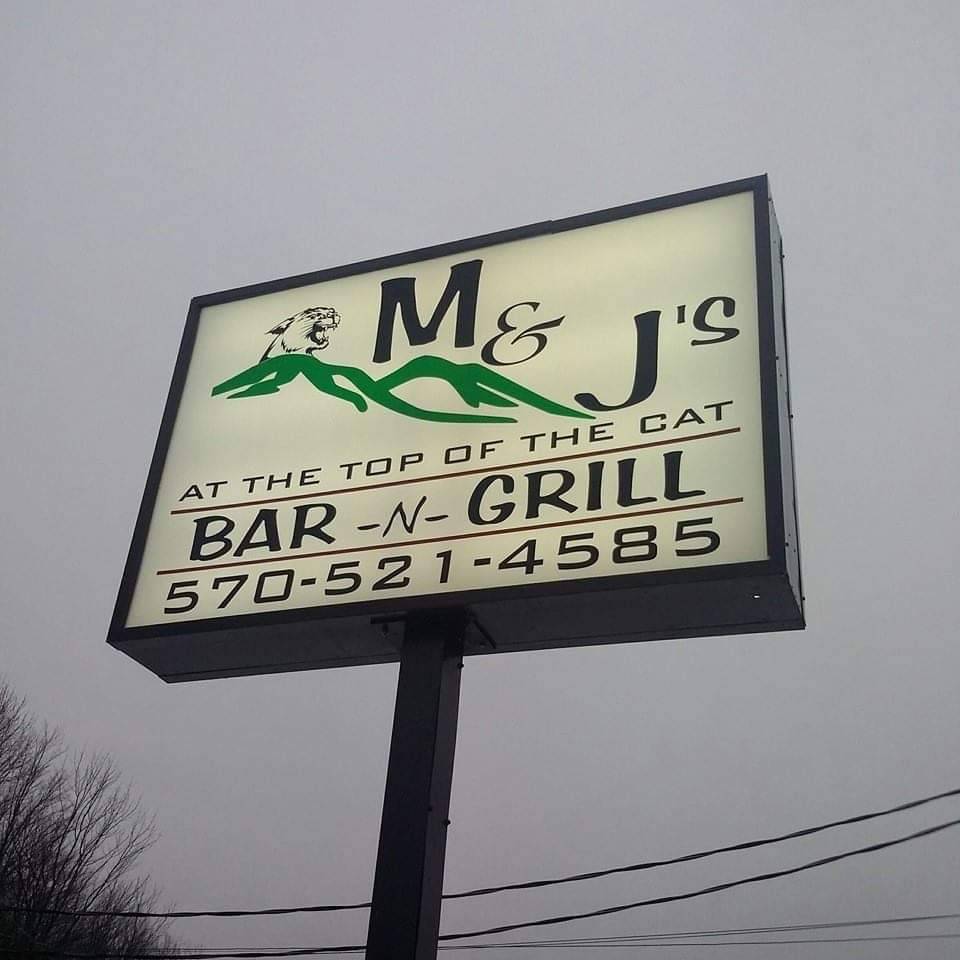 M & J's
AT THE TOP OF THE CAT
BAR -N- GRILL
570-521-4585